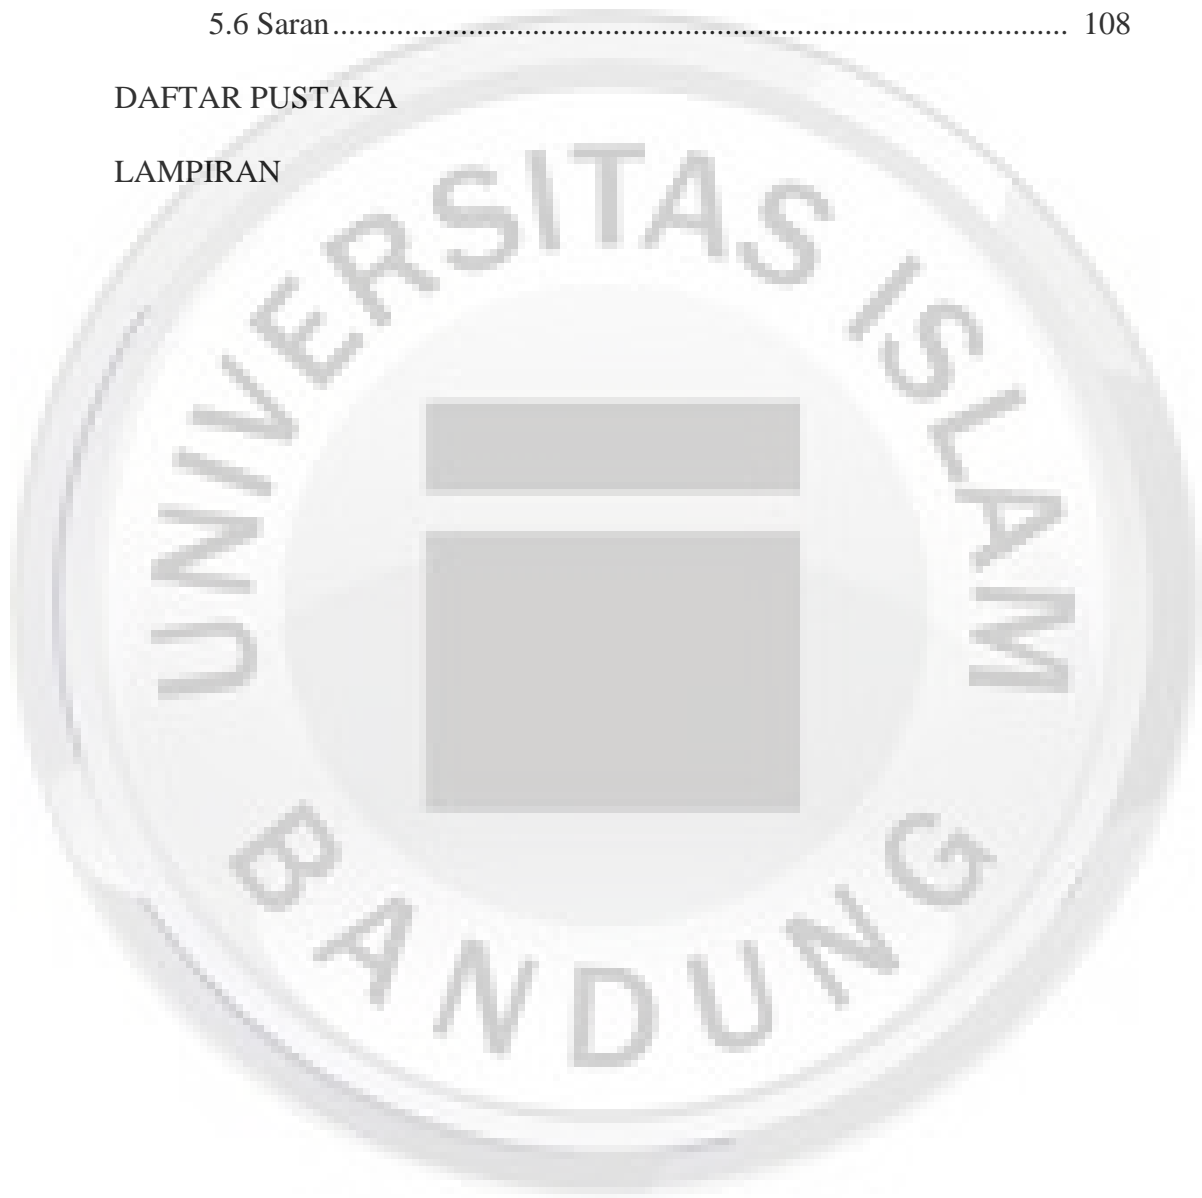 5.6 Saran........................................................................................... 108
DAFTAR PUSTAKA
LAMPIRAN
UNIVERSITAS ISLAM
BANDUNG